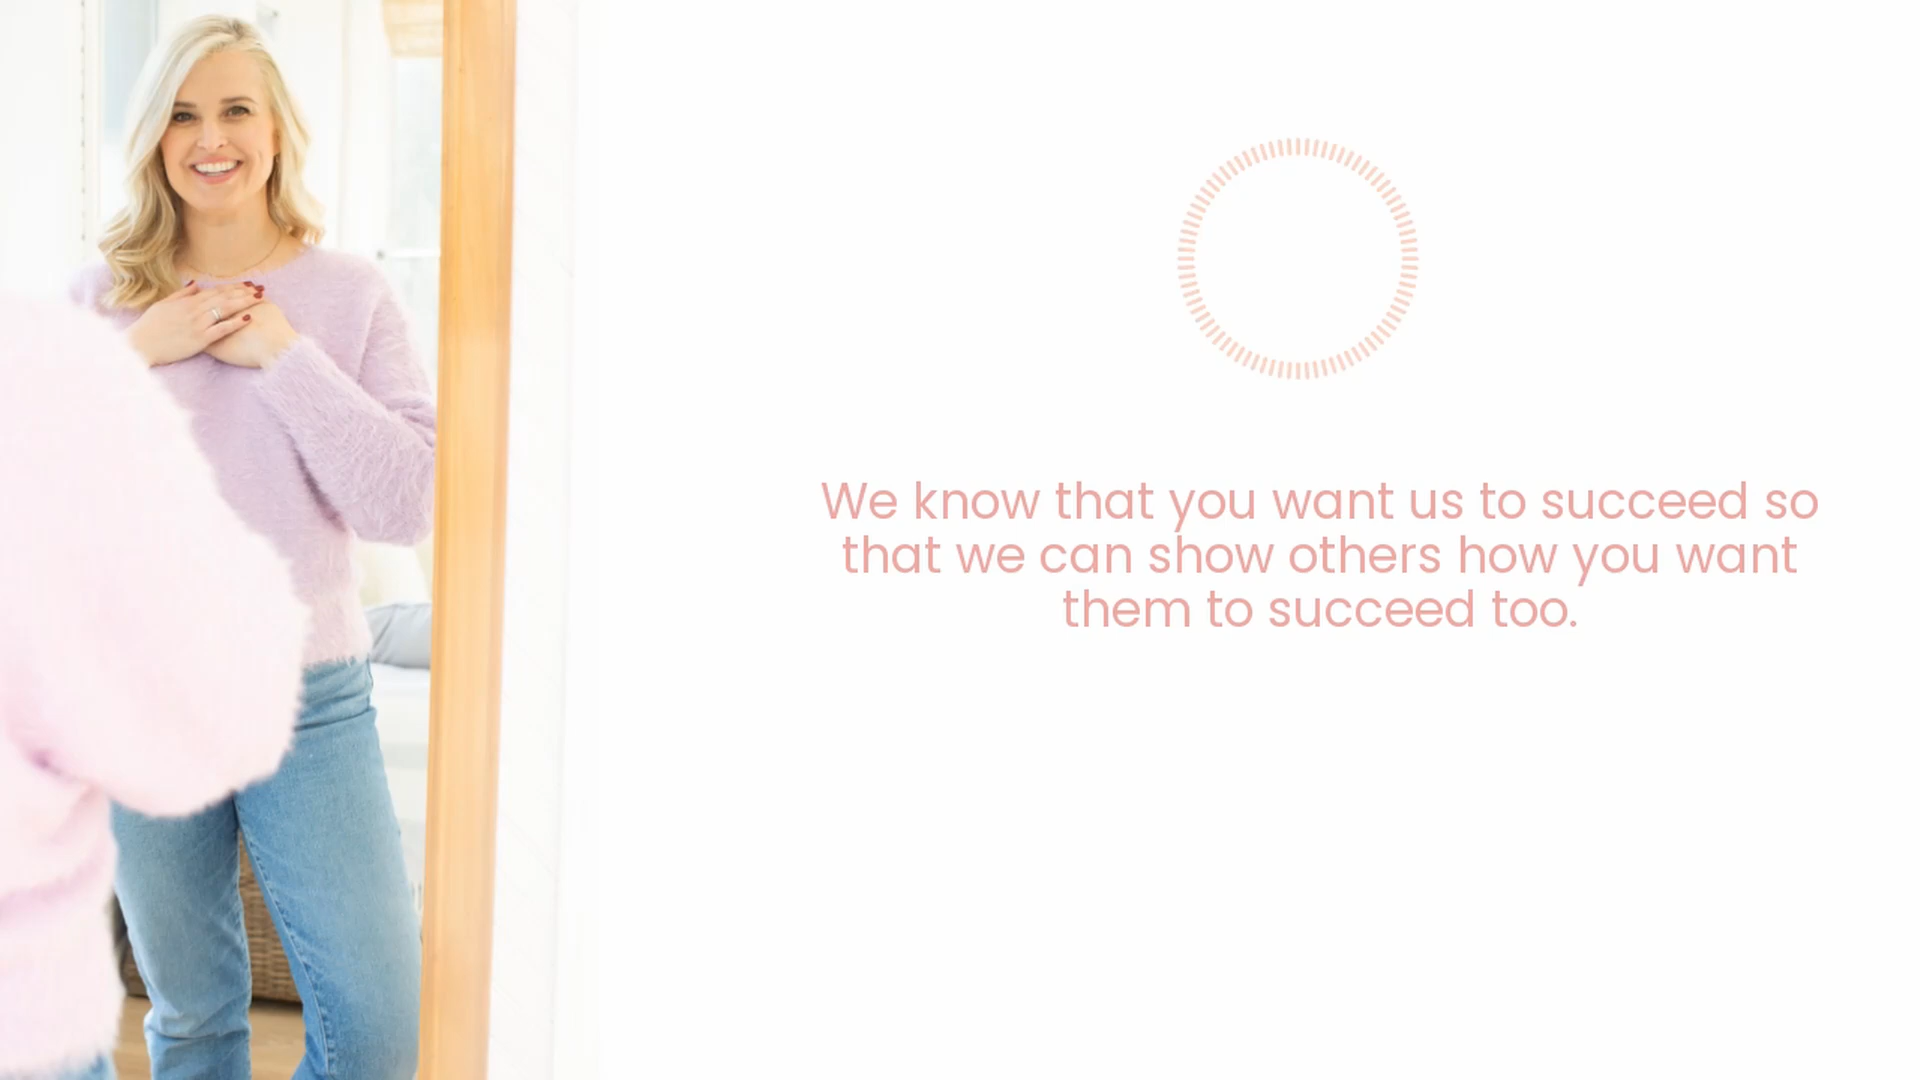 We know that you want us to succeed so
that we can show others how you want
them to succeed too.